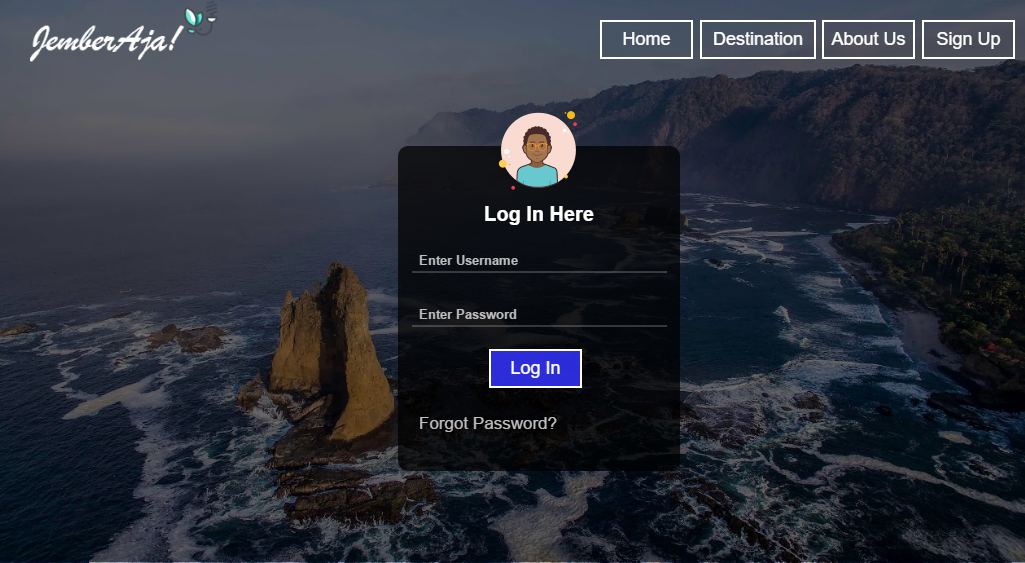 JemberAja!
Home
Destination
About Us
Sign Up
Log In Here
Enter Username
Enter Password
Log In
Forgot Password?